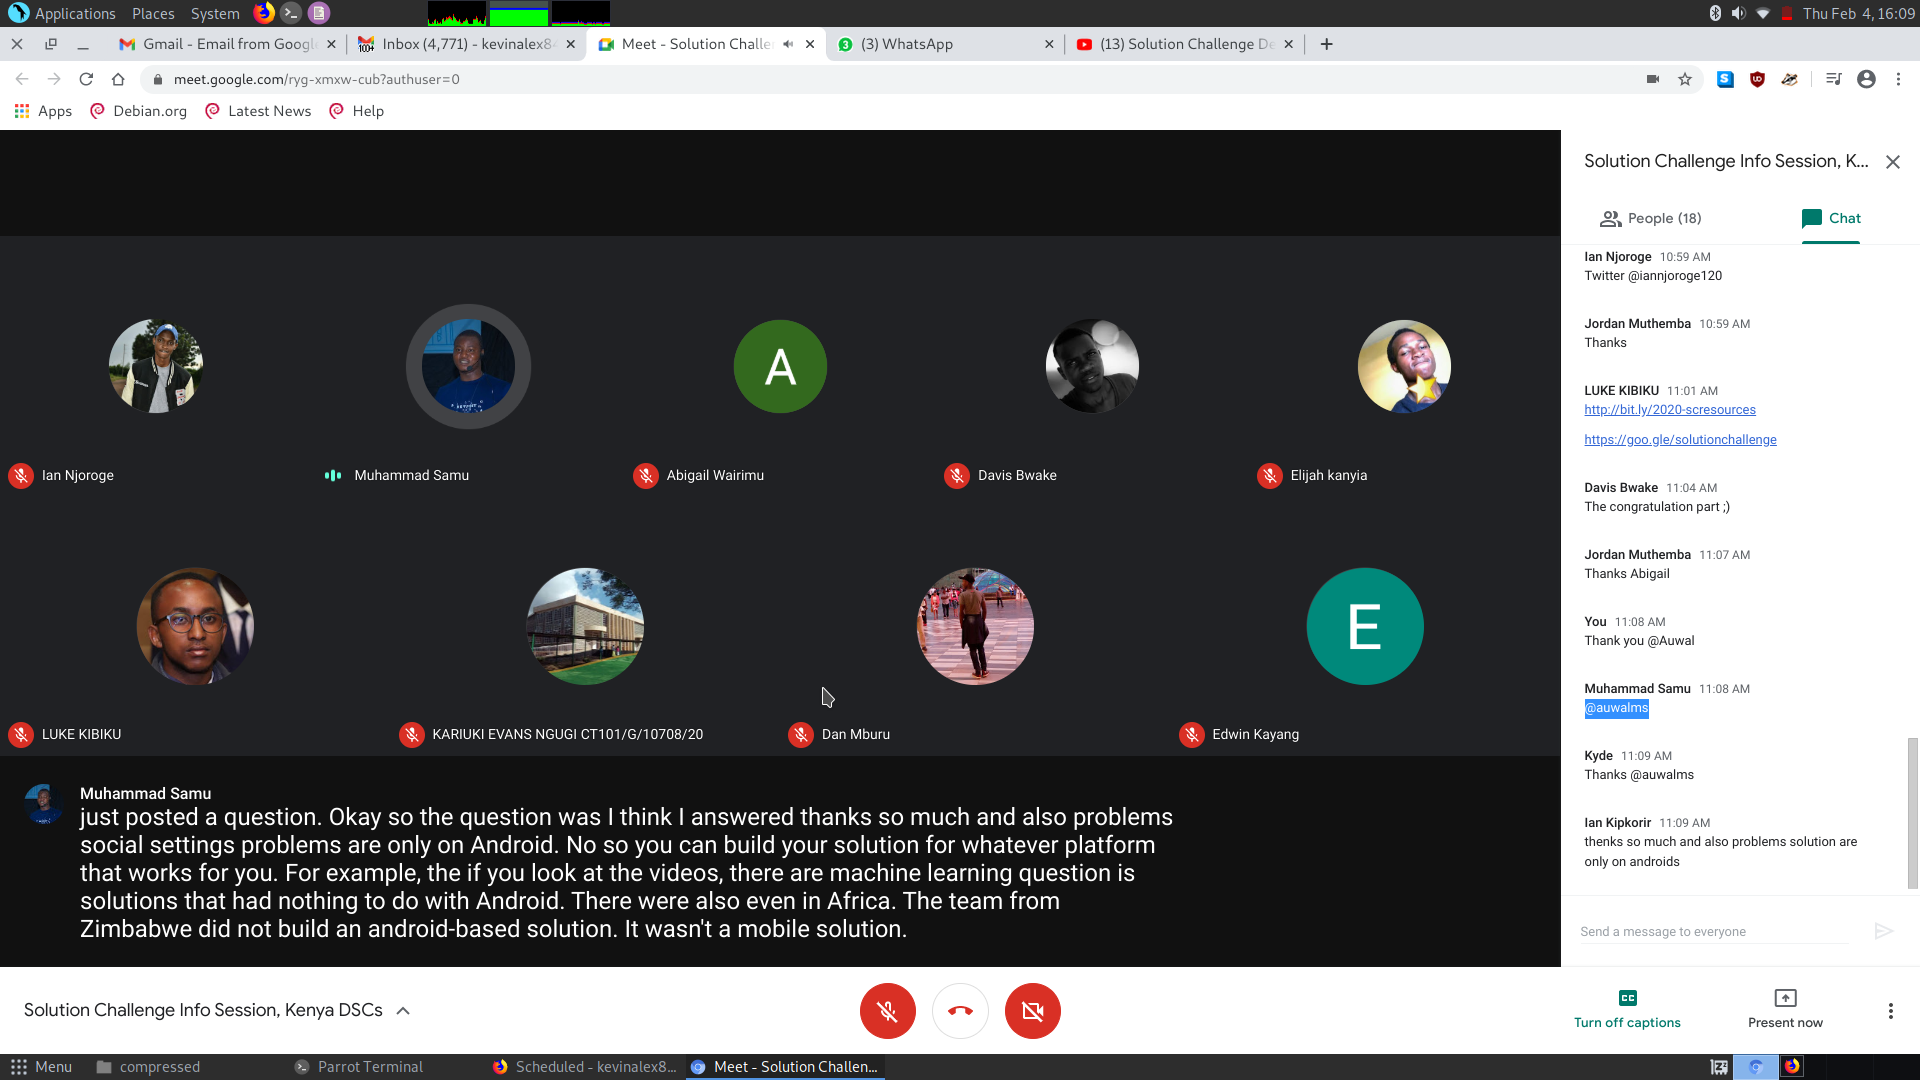 Applications Places System
Thu Feb 4, 16:09
Gmail - Email from Googl
Inbox (4,771) - kevinalex84
Meet - Solution Challe
(3) WhatsApp
(13) Solution Challenge De
meet.google.com/ryg-xmxw-cub?authuser=0
Apps Debian.org Latest News Help
Solution Challenge Info Session, K...
People (18)
Chat
Ian Njoroge 10:59 AM
Twitter @iannjoroge120
Jordan Muthemba 10:59 AM
Thanks
LUKE KIBIKU 11:01 AM
http://bit.ly/2020-scresources
https://goo.gle/solutionchallenge
Davis Bwake 11:04 AM
The congratulation part ;)
Jordan Muthemba 11:07 AM
Thanks Abigail
You 11:08 AM
Thank you @Auwal
Muhammad Samu 11:08 AM
@auwalms
Kyde 11:09 AM
Thanks @auwalms
Ian Kipkorir 11:09 AM
thenks so much and also problems solution are
only on androids
Send a message to everyone
A
Ian Njoroge
Muhammad Samu
Abigail Wairimu
Davis Bwake
Elijah kanyia
E
LUKE KIBIKU
KARIUKI EVANS NGUGI CT101/G/10708/20
Dan Mburu
Edwin Kayang
Muhammad Samu
just posted a question. Okay so the question was I think I answered thanks so much and also problems
social settings problems are only on Android. No so you can build your solution for whatever platform
that works for you. For example, the if you look at the videos, there are machine learning question is
solutions that had nothing to do with Android. There were also even in Africa. The team from
Zimbabwe did not build an android-based solution. It wasn't a mobile solution.
Solution Challenge Info Session, Kenya DSCs
Turn off captions
Present now
Menu
compressed
Parrot Terminal
Scheduled - kevinalex8...
Meet - Solution Challen...